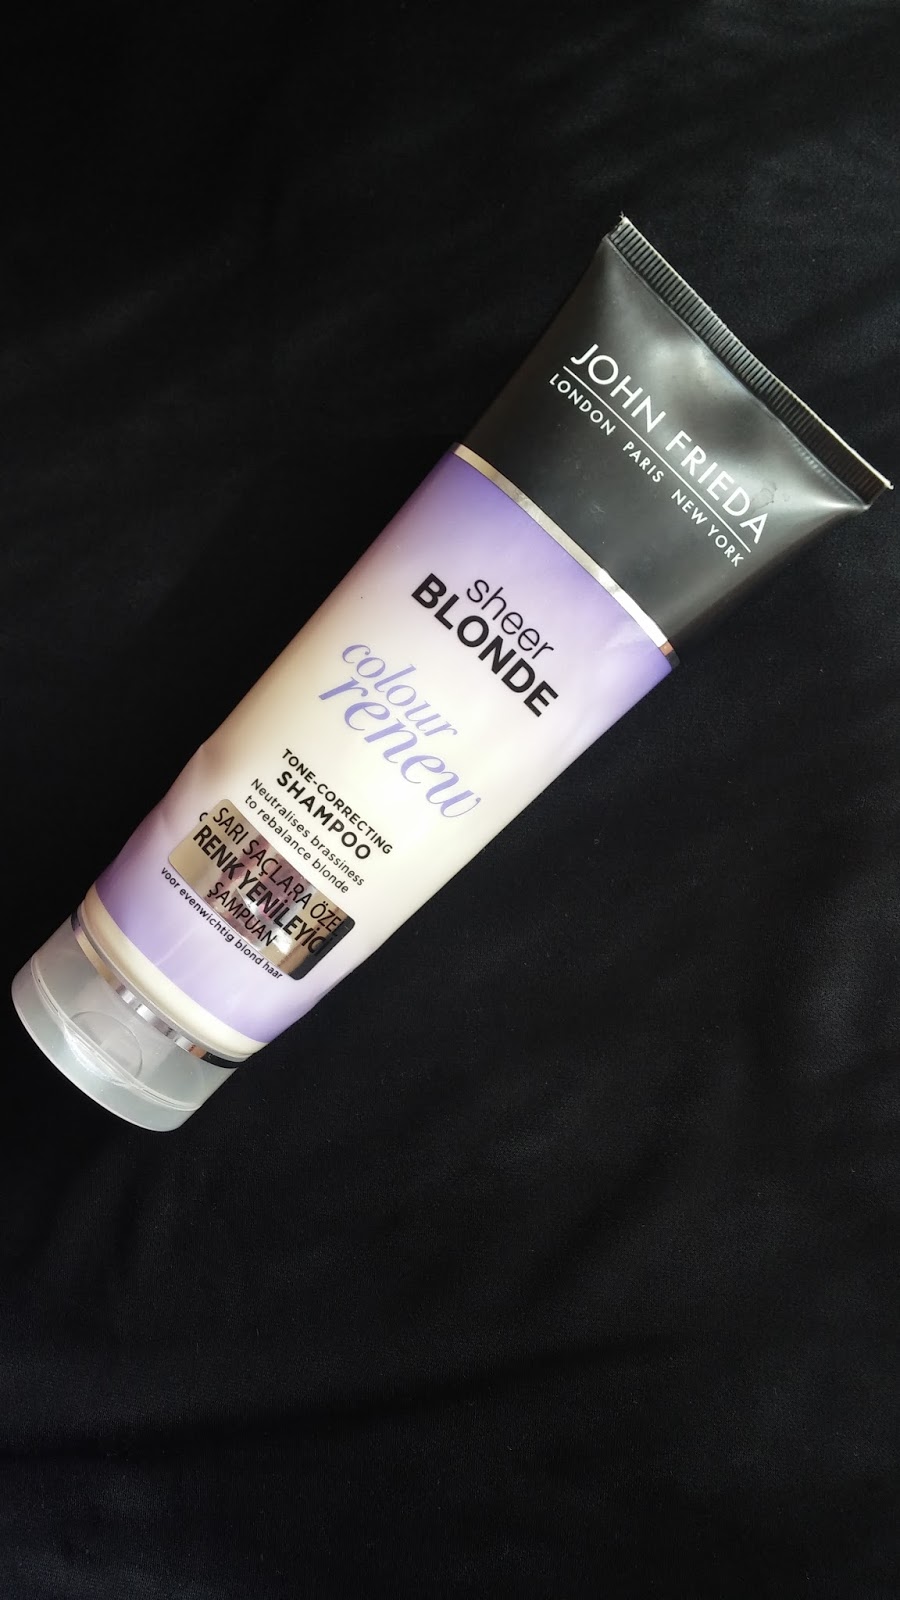 JOHN FRIEDA
LONDON PARIS NEW YORK
sheer
BLONDE
colour
renew
TONE-CORRECTING
SHAMPOO
Neutralises brassiness
to rebalance blonde
SARI SAÇLARA ÖZEL
RENK YENİLEYİCİ
ŞAMPUAN
voor evenwichtig blond haar